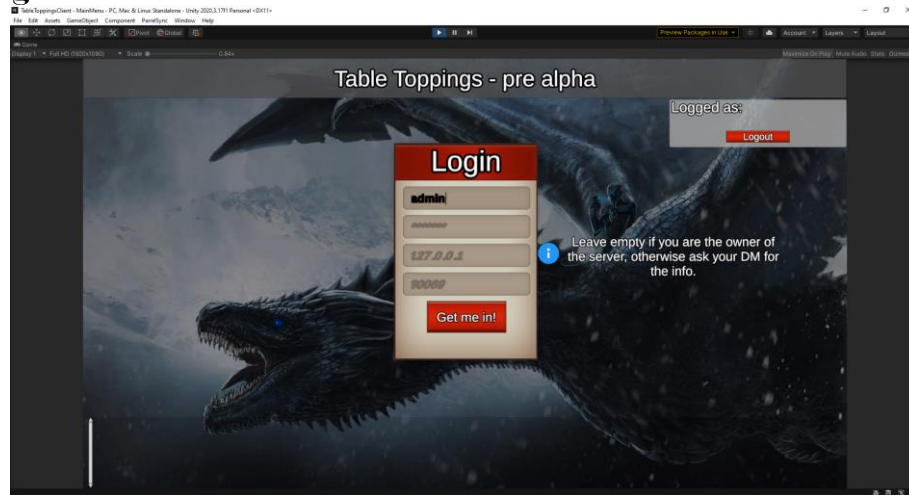 TableToppingsClient - MainMenu - PC, Mac & Linux Standalone - Unity 2020.3.17f1 Personal <DX11>
File Edit Assets GameObject Component ParrelSync Window Help
Pivot Global Preview Packages in Use Account Layers Layout
Game
Display 1 Full HD (1920x1080) Scale 0.84x Maximize On Play Mute Audio Stats Gizmos
Table Toppings - pre alpha
Logged as:
Logout
Login
admin
127.0.0.1
Leave empty if you are the owner of
the server, otherwise ask your DM for
the info.
Get me in!